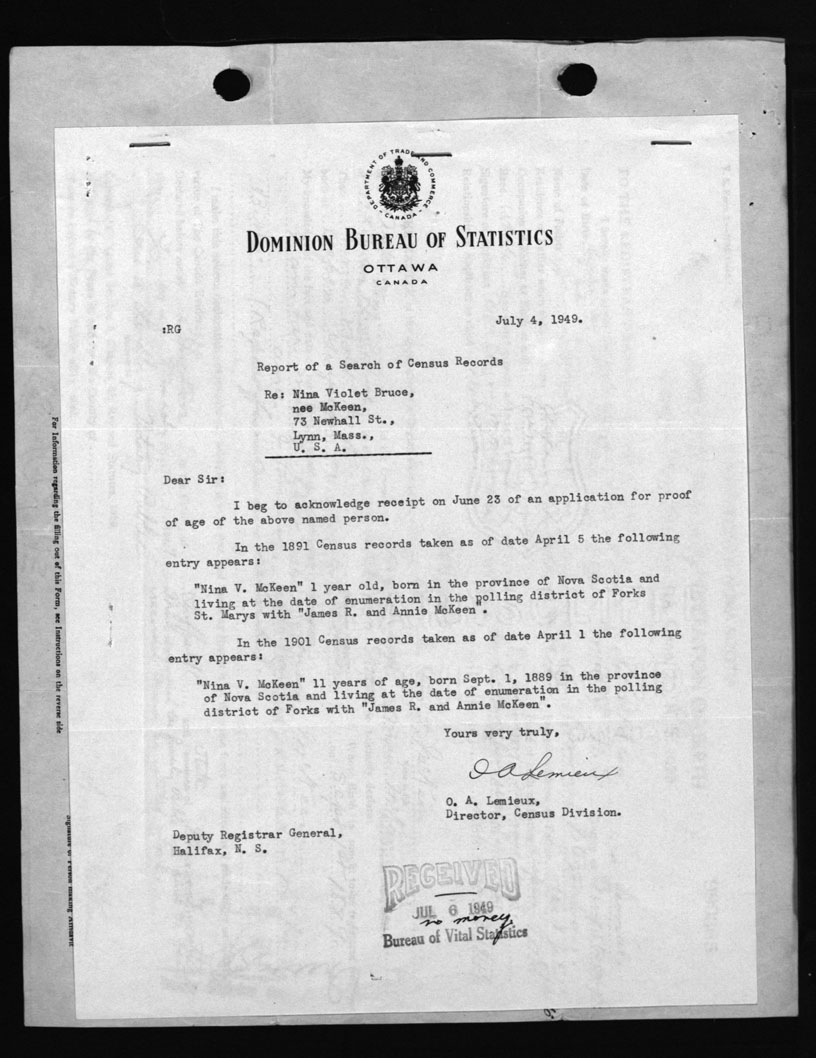 DEPARTMENT OF TRADE AND COMMERCE
- CANADA -
DOMINION BUREAU OF STATISTICS
OTTAWA
CANADA
July 4, 1949.
:RG
Report of a Search of Census Records
Re: Nina Violet Bruce,
nee McKeen,
73 Newhall St.,
Lynn, Mass.,
U. S. A.
Dear Sir:
I beg to acknowledge receipt on June 23 of an application for proof
of age of the above named person.
In the 1891 Census records taken as of date April 5 the following
entry appears:
"Nina V. McKeen" 1 year old, born in the province of Nova Scotia and
living at the date of enumeration in the polling district of Forks
St. Marys with "James R. and Annie McKeen".
In the 1901 Census records taken as of date April 1 the following
entry appears:
"Nina V. McKeen" 11 years of age, born Sept. 1, 1889 in the province
of Nova Scotia and living at the date of enumeration in the polling
district of Forks with "James R. and Annie McKeen".
Yours very truly,
O A Lemieux
O. A. Lemieux,
Director, Census Division.
Deputy Registrar General,
Halifax, N. S.
RECEIVED
JUL 6 1949
no money
Bureau of Vital Statistics
For Information regarding the filling out of this Form, see Instructions on the reverse side